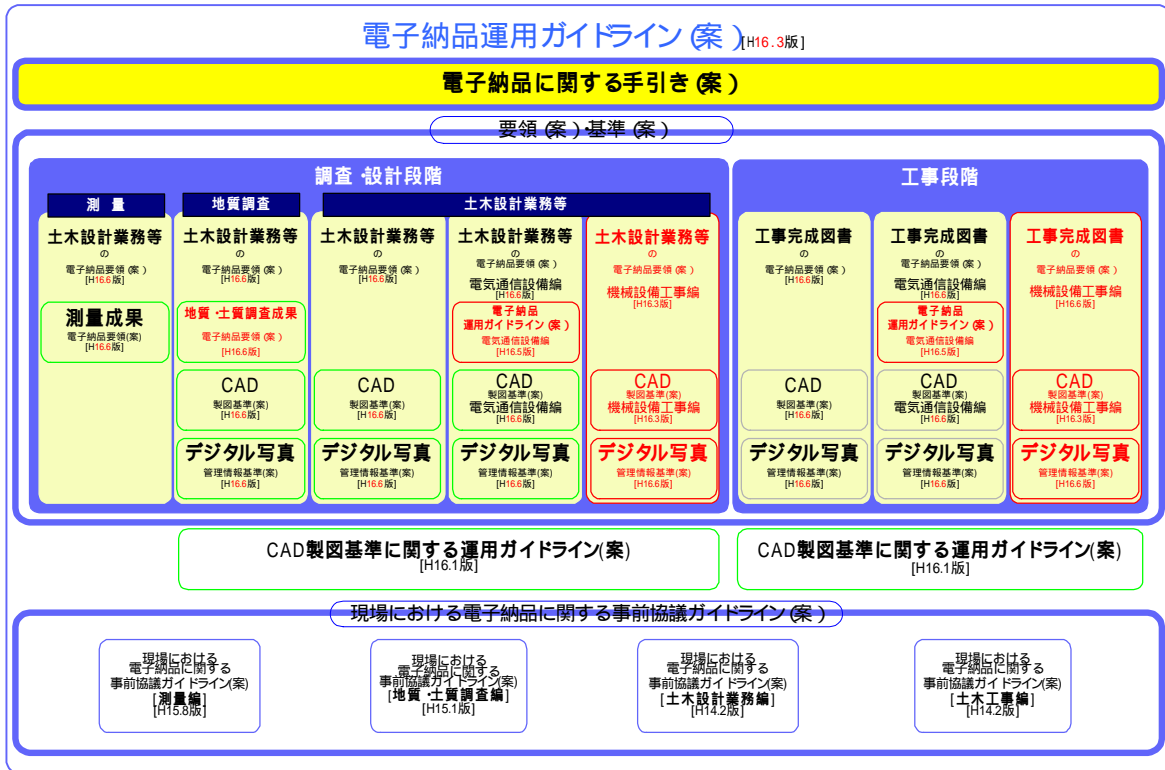 電子納品運用ガイドライン(案)[H16.3版]
電子納品に関する手引き(案)
要領(案)・基準(案)
調査・設計段階
工事段階
測 量
地質調査
土木設計業務等
土木設計業務等
の
電子納品要領(案)
[H16.6版]
測量成果
電子納品要領(案)
[H16.6版]
土木設計業務等
の
電子納品要領(案)
[H16.6版]
地質・土質調査成果
電子納品要領(案)
[H16.6版]
CAD
製図基準(案)
[H16.6版]
デジタル写真
管理情報基準(案)
[H16.6版]
土木設計業務等
の
電子納品要領(案)
[H16.6版]
CAD
製図基準(案)
[H16.6版]
デジタル写真
管理情報基準(案)
[H16.6版]
土木設計業務等
の
電子納品要領(案)
電気通信設備編
[H16.6版]
電子納品
運用ガイドライン(案)
電気通信設備編
[H16.5版]
CAD
製図基準(案)
電気通信設備編
[H16.6版]
デジタル写真
管理情報基準(案)
[H16.6版]
土木設計業務等
の
電子納品要領(案)
機械設備工事編
[H16.3版]
CAD
製図基準(案)
機械設備工事編
[H16.3版]
デジタル写真
管理情報基準(案)
[H16.6版]
工事完成図書
の
電子納品要領(案)
[H16.6版]
CAD
製図基準(案)
[H16.6版]
デジタル写真
管理情報基準(案)
[H16.6版]
工事完成図書
の
電子納品要領(案)
電気通信設備編
[H16.6版]
電子納品
運用ガイドライン(案)
電気通信設備編
[H16.5版]
CAD
製図基準(案)
電気通信設備編
[H16.6版]
デジタル写真
管理情報基準(案)
[H16.6版]
工事完成図書
の
電子納品要領(案)
機械設備工事編
[H16.6版]
CAD
製図基準(案)
機械設備工事編
[H16.3版]
デジタル写真
管理情報基準(案)
[H16.6版]
CAD製図基準に関する運用ガイドライン(案)
[H16.1版]
CAD製図基準に関する運用ガイドライン(案)
[H16.1版]
現場における電子納品に関する事前協議ガイドライン(案)
現場における
電子納品に関する
事前協議ガイドライン(案)
[測量編]
[H15.8版]
現場における
電子納品に関する
事前協議ガイドライン(案)
[地質・土質調査編]
[H15.1版]
現場における
電子納品に関する
事前協議ガイドライン(案)
[土木設計業務編]
[H14.2版]
現場における
電子納品に関する
事前協議ガイドライン(案)
[土木工事編]
[H14.2版]